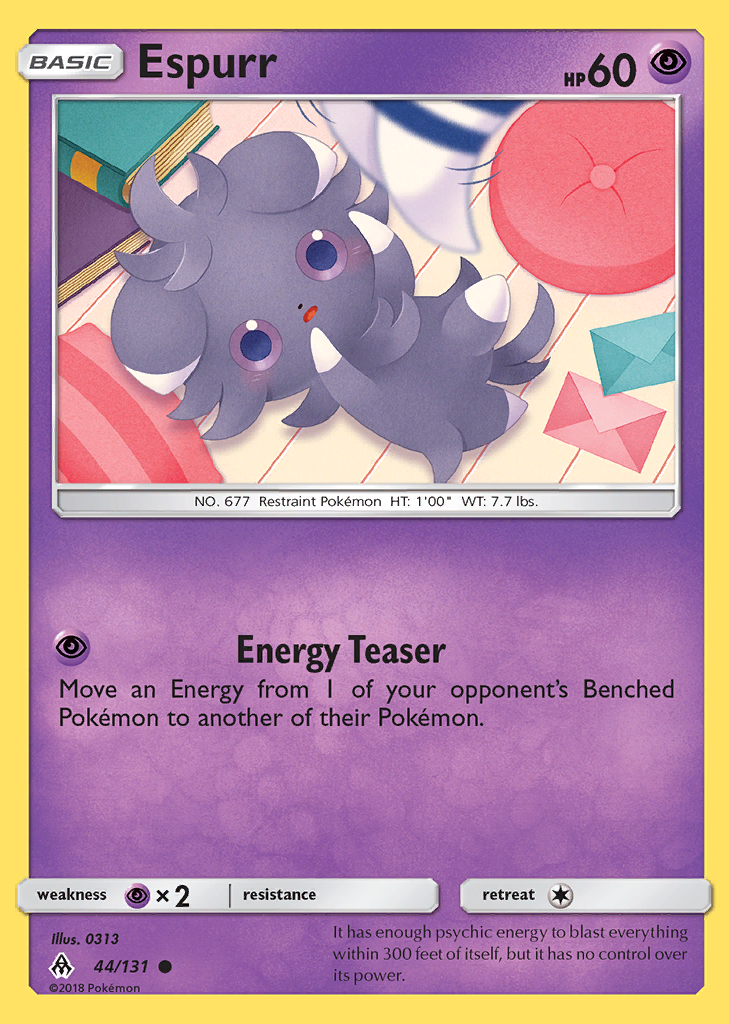 BASIC Espurr HP60
NO. 677 Restraint Pokémon HT: 1'00" WT: 7.7 lbs.
Energy Teaser
Move an Energy from 1 of your opponent's Benched
Pokémon to another of their Pokémon.
weakness ×2 resistance retreat
Illus. 0313
44/131
©2018 Pokémon
It has enough psychic energy to blast everything
within 300 feet of itself, but it has no control over
its power.